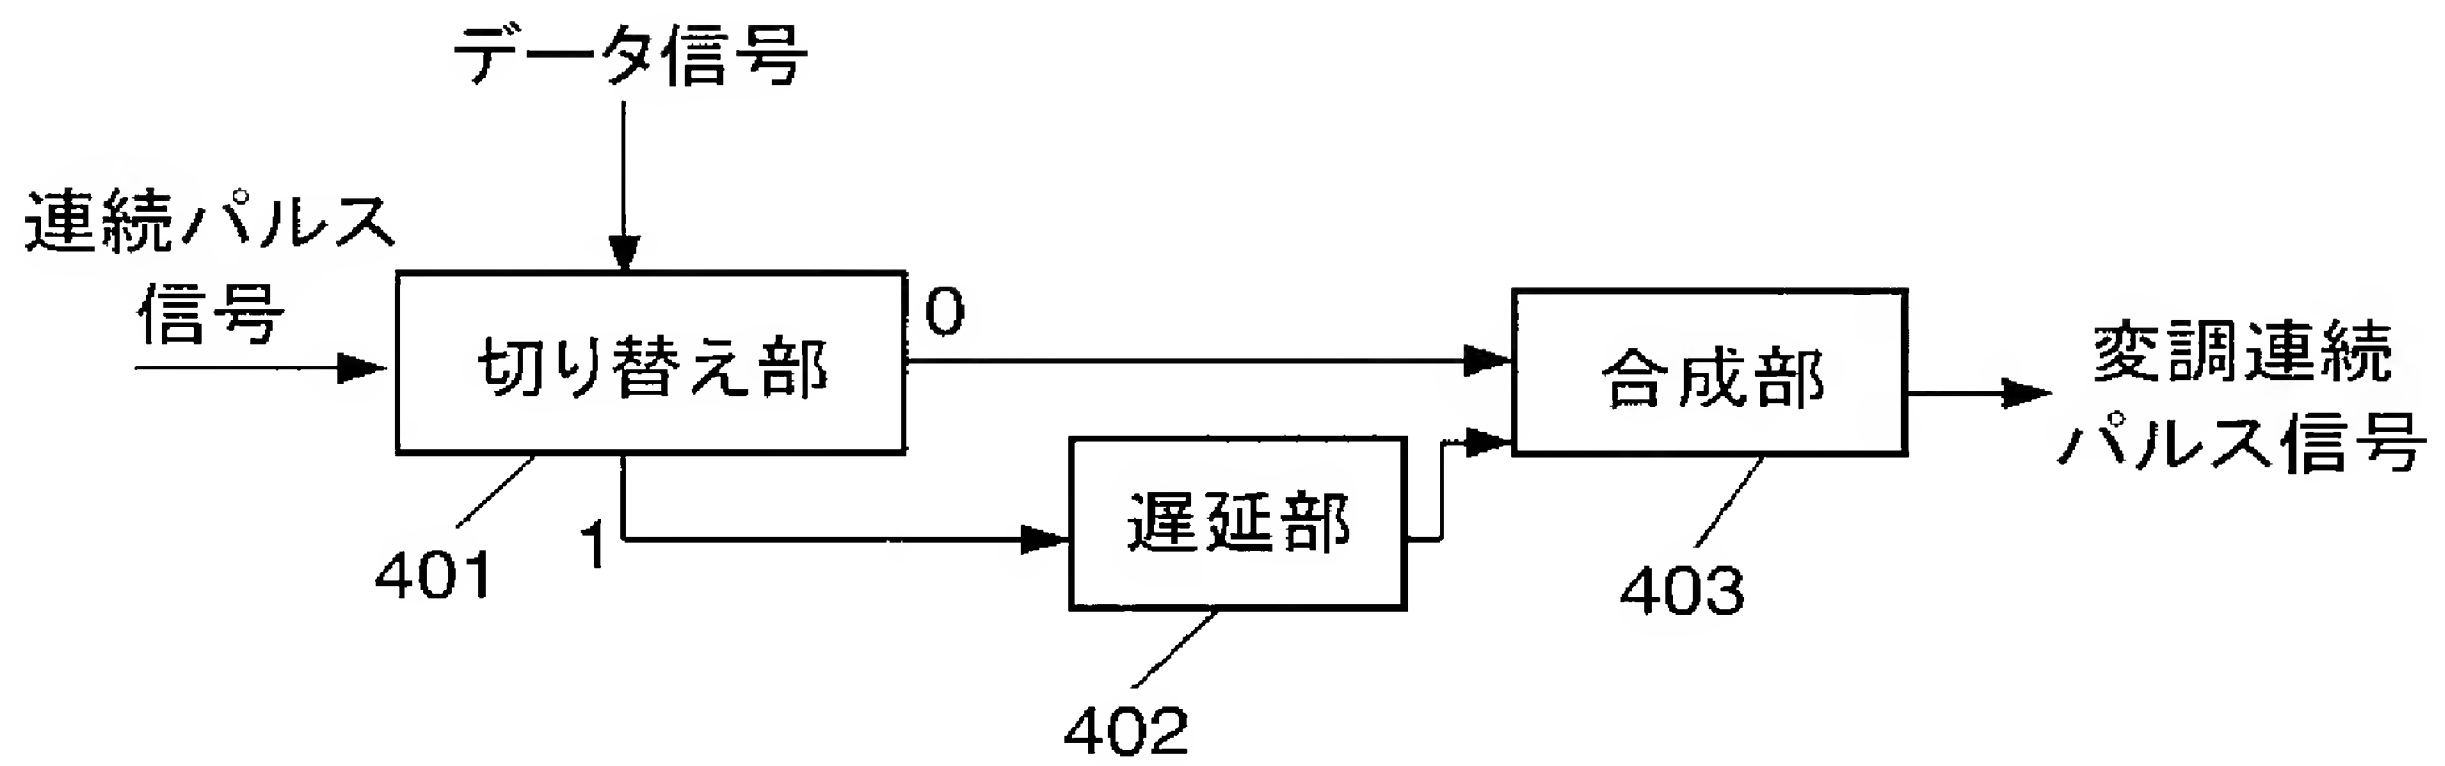 データ信号
連続パルス
信号
切り替え部
0
合成部
変調連続
パルス信号
1
遅延部
401
403
402